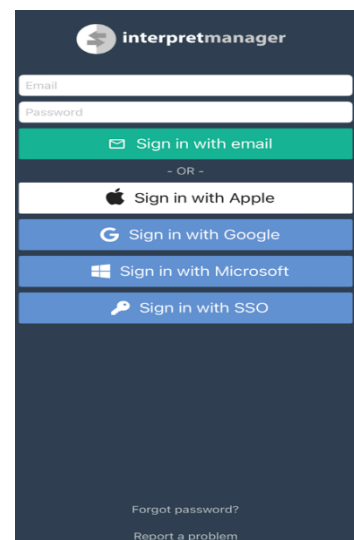 interpretmanager
Email
Password
Sign in with email
- OR -
Sign in with Apple
Sign in with Google
Sign in with Microsoft
Sign in with SSO
Forgot password?
Report a problem